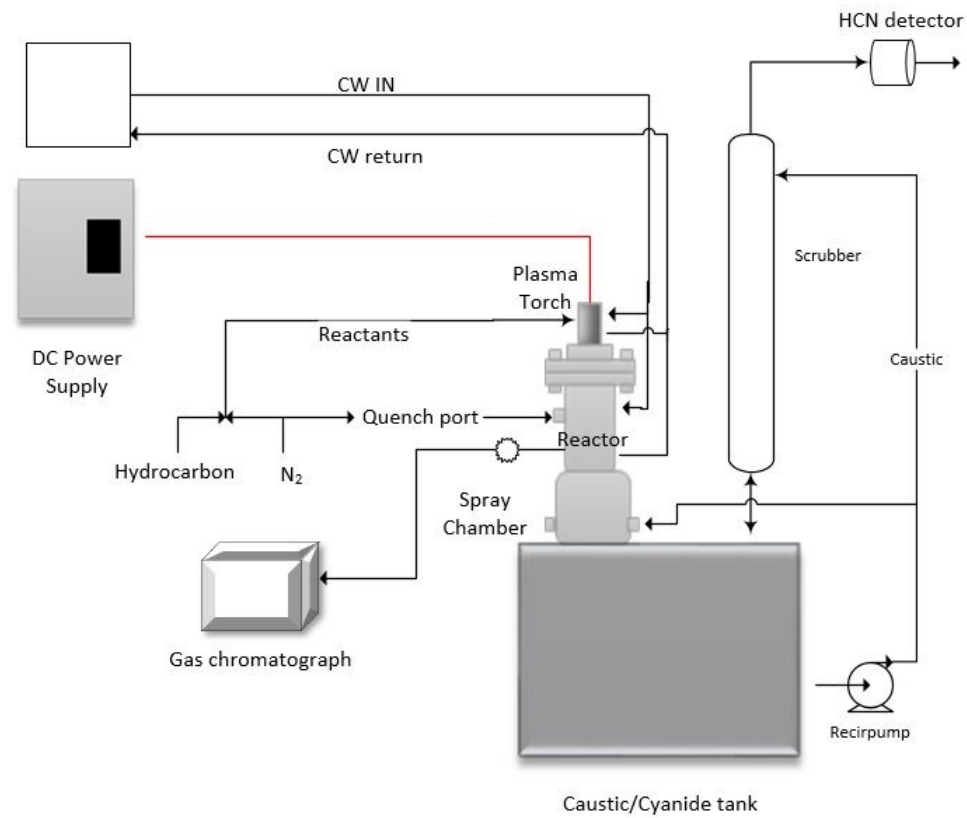 HCN detector
CW IN
CW return
Plasma
Torch
Scrubber
Reactants
DC Power
Supply
Caustic
Quench port
Reactor
Hydrocarbon
N₂
Spray
Chamber
Gas chromatograph
Recirpump
Caustic/Cyanide tank